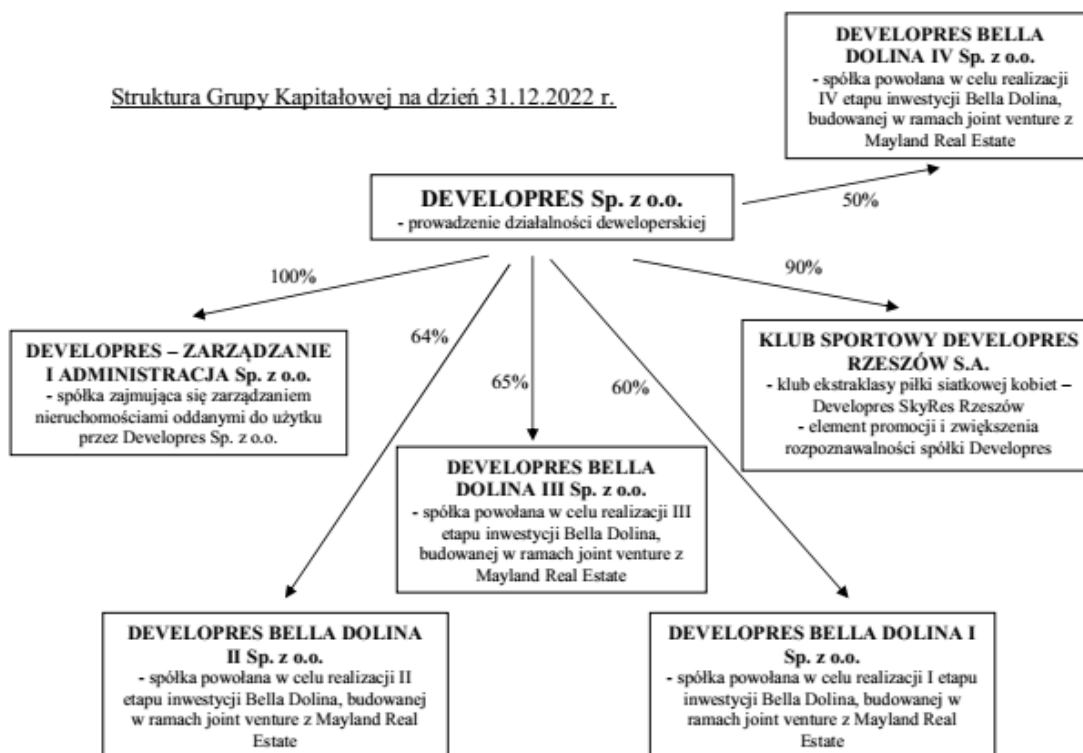 DEVELOPRES BELLA
DOLINA IV Sp. z o.o.
- spółka powołana w celu realizacji
IV etapu inwestycji Bella Dolina,
budowanej w ramach joint venture z
Mayland Real Estate
Struktura Grupy Kapitałowej na dzień 31.12.2022 r.
DEVELOPRES Sp. z o.o.
- prowadzenie działalności deweloperskiej
50%
100%
90%
64%
65%
60%
DEVELOPRES – ZARZĄDZANIE
I ADMINISTRACJA Sp. z o.o.
- spółka zajmująca się zarządzaniem
nieruchomościami oddanymi do użytku
przez Developres Sp. z o.o.
KLUB SPORTOWY DEVELOPRES
RZESZÓW S.A.
- klub ekstraklasy piłki siatkowej kobiet –
Developres SkyRes Rzeszów
- element promocji i zwiększenia
rozpoznawalności spółki Developres
DEVELOPRES BELLA
DOLINA III Sp. z o.o.
- spółka powołana w celu realizacji III
etapu inwestycji Bella Dolina,
budowanej w ramach joint venture z
Mayland Real Estate
DEVELOPRES BELLA DOLINA
II Sp. z o.o.
- spółka powołana w celu realizacji II
etapu inwestycji Bella Dolina, budowanej
w ramach joint venture z Mayland Real
Estate
DEVELOPRES BELLA DOLINA I
Sp. z o.o.
- spółka powołana w celu realizacji I etapu
inwestycji Bella Dolina, budowanej w
ramach joint venture z Mayland Real
Estate